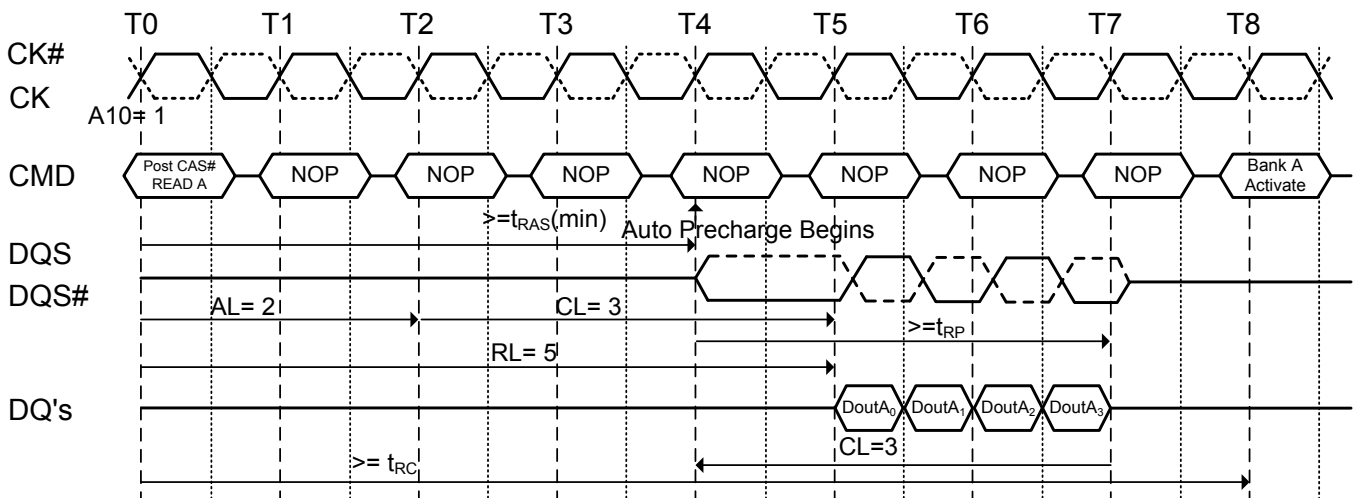 T0 T1 T2 T3 T4 T5 T6 T7 T8
CK#
CK
A10= 1
CMD
Post CAS#
READ A
NOP NOP NOP NOP NOP NOP NOP
Bank A
Activate
>=tRAS(min)
Auto Precharge Begins
DQS
DQS#
AL= 2 CL= 3
>=tRP
RL= 5
DQ's
DoutA0 DoutA1 DoutA2 DoutA3
CL=3
>= tRC